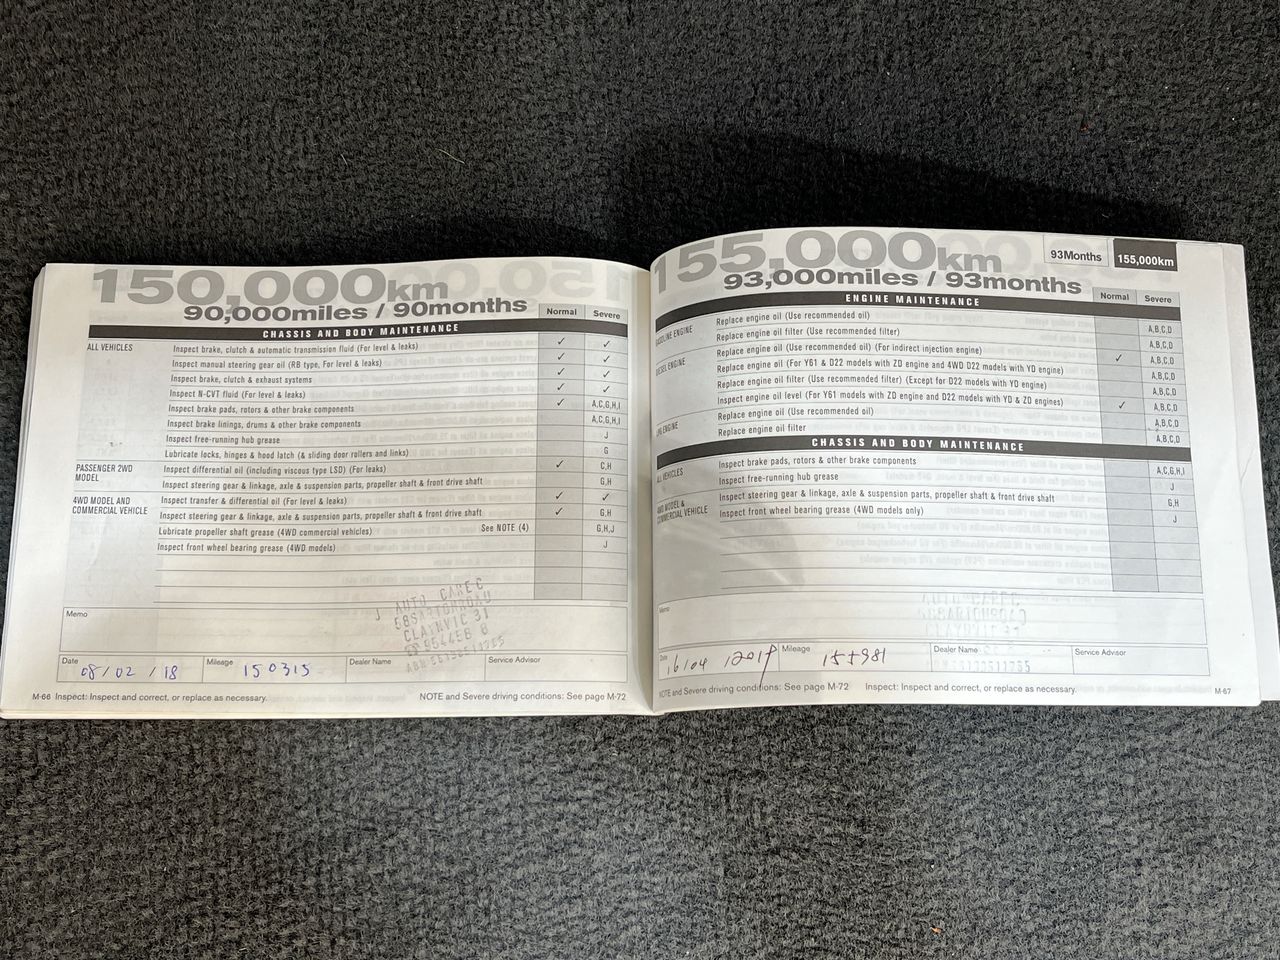 150,000km
90,000miles / 90months
Normal Severe
CHASSIS AND BODY MAINTENANCE
ALL VEHICLES Inspect brake, clutch & automatic transmission fluid (For level & leaks) ✓ ✓
Inspect manual steering gear oil (RB type, For level & leaks) ✓ ✓
Inspect brake, clutch & exhaust systems ✓ ✓
Inspect N-CVT fluid (For level & leaks) ✓ ✓
Inspect brake pads, rotors & other brake components ✓ A,C,G,H,I
Inspect brake linings, drums & other brake components A,C,G,H,I
Inspect free-running hub grease J
Lubricate locks, hinges & hood latch (& sliding door rollers and links) G
PASSENGER 2WD MODEL Inspect differential oil (including viscous type LSD) (For leaks) ✓ C,H
Inspect steering gear & linkage, axle & suspension parts, propeller shaft & front drive shaft G,H
4WD MODEL AND COMMERCIAL VEHICLE Inspect transfer & differential oil (For level & leaks) ✓ ✓
Inspect steering gear & linkage, axle & suspension parts, propeller shaft & front drive shaft ✓ G,H
Lubricate propeller shaft grease (4WD commercial vehicles) See NOTE (4) G,H,J
Inspect front wheel bearing grease (4WD models) J
Memo
J AUTO CARE
CLAYVIC 31
Date 08/02/18 Mileage 150315 Dealer Name Service Advisor
M-66 Inspect: Inspect and correct, or replace as necessary. NOTE and Severe driving conditions: See page M-72
155,000km
93,000miles / 93months
93Months 155,000km
Normal Severe
ENGINE MAINTENANCE
GASOLINE ENGINE Replace engine oil (Use recommended oil) A,B,C,D
Replace engine oil filter (Use recommended filter) A,B,C,D
DIESEL ENGINE Replace engine oil (Use recommended oil) (For indirect injection engine) ✓ A,B,C,D
Replace engine oil (For Y61 & D22 models with ZD engine and 4WD D22 models with YD engine) A,B,C,D
Replace engine oil filter (Use recommended filter) (Except for D22 models with YD engine) A,B,C,D
Inspect engine oil level (For Y61 models with ZD engine and D22 models with YD & ZD engines) ✓ A,B,C,D
LPG ENGINE Replace engine oil (Use recommended oil) A,B,C,D
Replace engine oil filter A,B,C,D
CHASSIS AND BODY MAINTENANCE
ALL VEHICLES Inspect brake pads, rotors & other brake components A,C,G,H,I
Inspect free-running hub grease J
4WD MODEL & COMMERCIAL VEHICLE Inspect steering gear & linkage, axle & suspension parts, propeller shaft & front drive shaft G,H
Inspect front wheel bearing grease (4WD models only) J
Memo
Date 16/04/2019 Mileage 155981 Dealer Name Service Advisor
NOTE and Severe driving conditions: See page M-72 Inspect: Inspect and correct, or replace as necessary. M-67